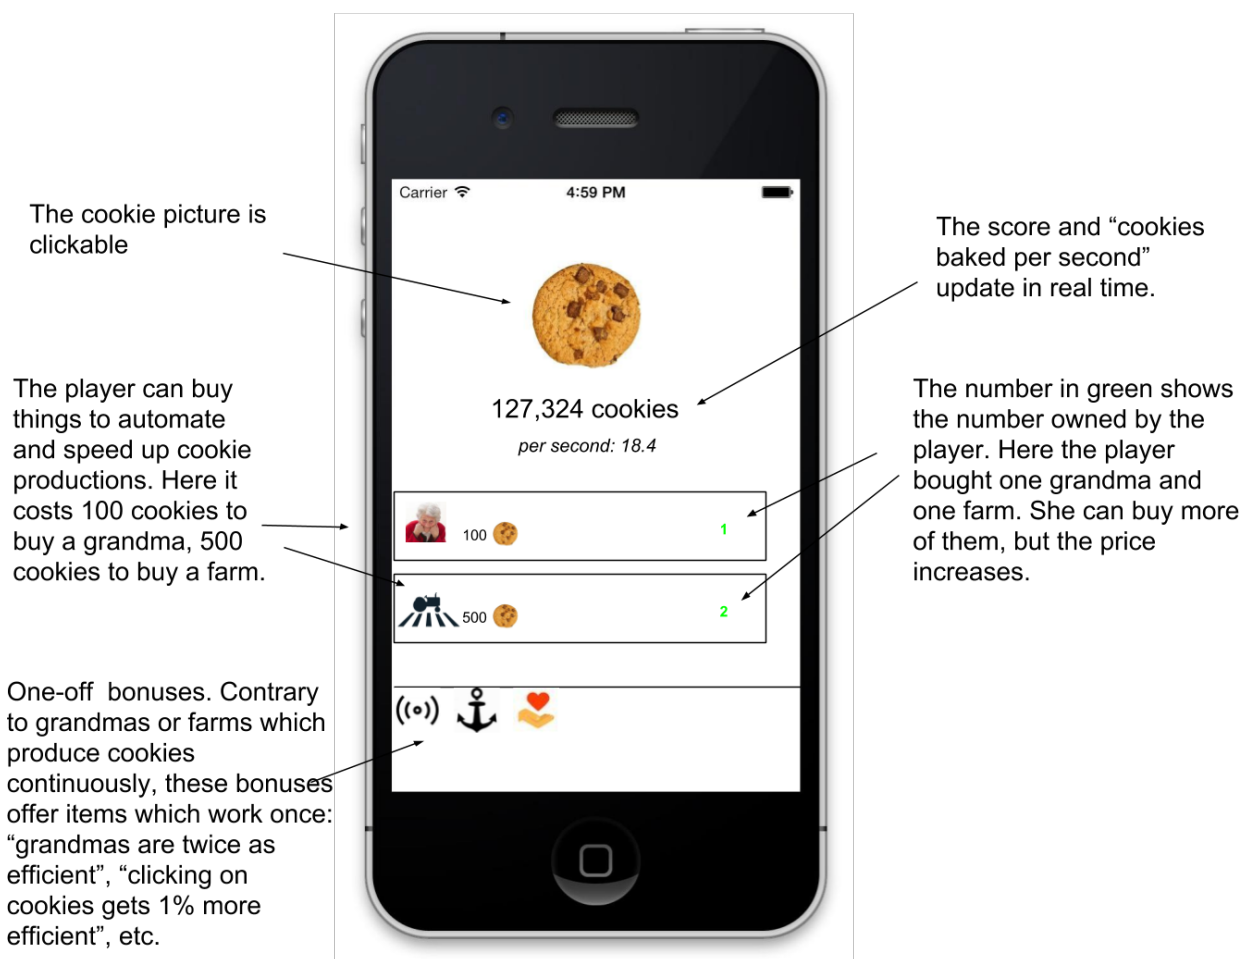 Carrier
4:59 PM
The cookie picture is
clickable
The score and “cookies
baked per second”
update in real time.
127,324 cookies
per second: 18.4
The player can buy
things to automate
and speed up cookie
productions. Here it
costs 100 cookies to
buy a grandma, 500
cookies to buy a farm.
The number in green shows
the number owned by the
player. Here the player
bought one grandma and
one farm. She can buy more
of them, but the price
increases.
100
1
500
2
One-off  bonuses. Contrary
to grandmas or farms which
produce cookies
continuously, these bonuses
offer items which work once:
“grandmas are twice as
efficient”, “clicking on
cookies gets 1% more
efficient”, etc.